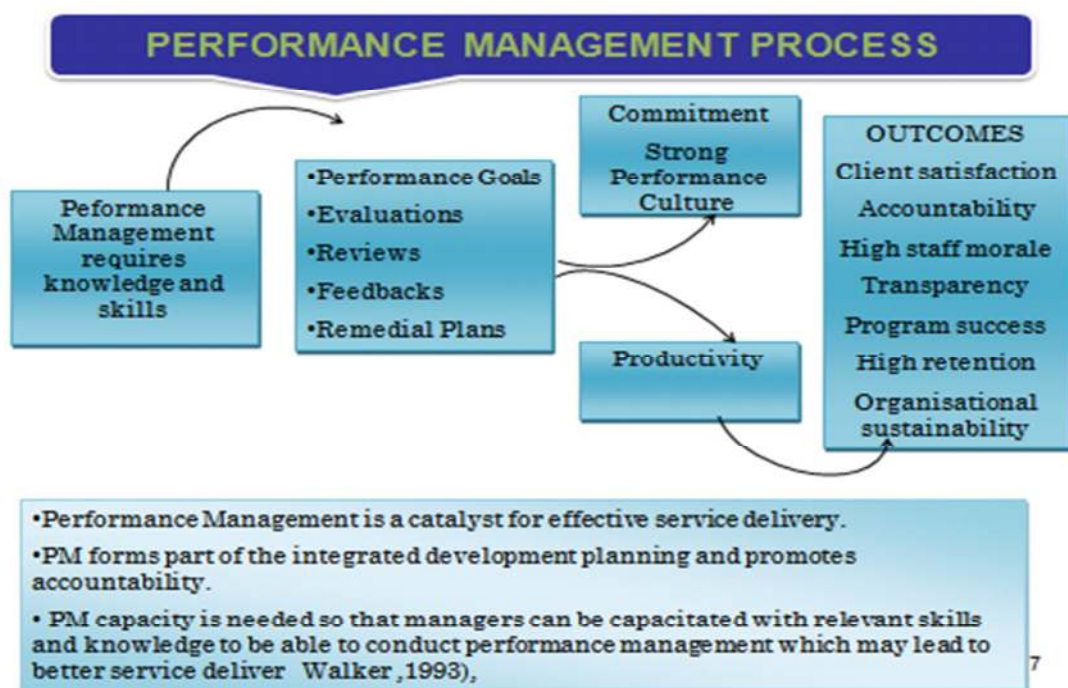 PERFORMANCE MANAGEMENT PROCESS
Peformance
Management
requires
knowledge and
skills
•Performance Goals
•Evaluations
•Reviews
•Feedbacks
•Remedial Plans
Commitment
Strong
Performance
Culture
Productivity
OUTCOMES
Client satisfaction
Accountability
High staff morale
Transparency
Program success
High retention
Organisational
sustainability
•Performance Management is a catalyst for effective service delivery.
•PM forms part of the integrated development planning and promotes
accountability.
• PM capacity is needed so that managers can be capacitated with relevant skills
and knowledge to be able to conduct performance management which may lead to
better service deliver Walker ,1993),
7